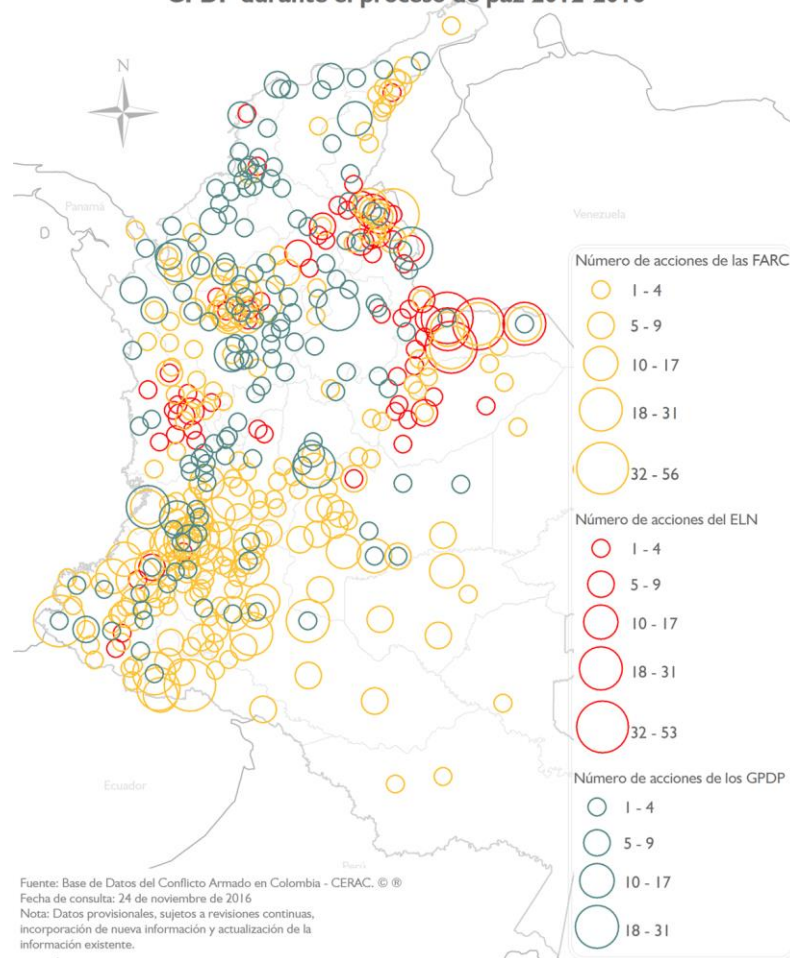 GPDP durante el proceso de paz 2012-2016
N
Panamá
Venezuela
Número de acciones de las FARC
1 - 4
5 - 9
10 - 17
18 - 31
32 - 56
Número de acciones del ELN
1 - 4
5 - 9
10 - 17
18 - 31
32 - 53
Número de acciones de los GPDP
1 - 4
5 - 9
10 - 17
18 - 31
Ecuador
Perú
Fuente: Base de Datos del Conflicto Armado en Colombia - CERAC. © ®
Fecha de consulta: 24 de noviembre de 2016
Nota: Datos provisionales, sujetos a revisiones continuas,
incorporación de nueva información y actualización de la
información existente.